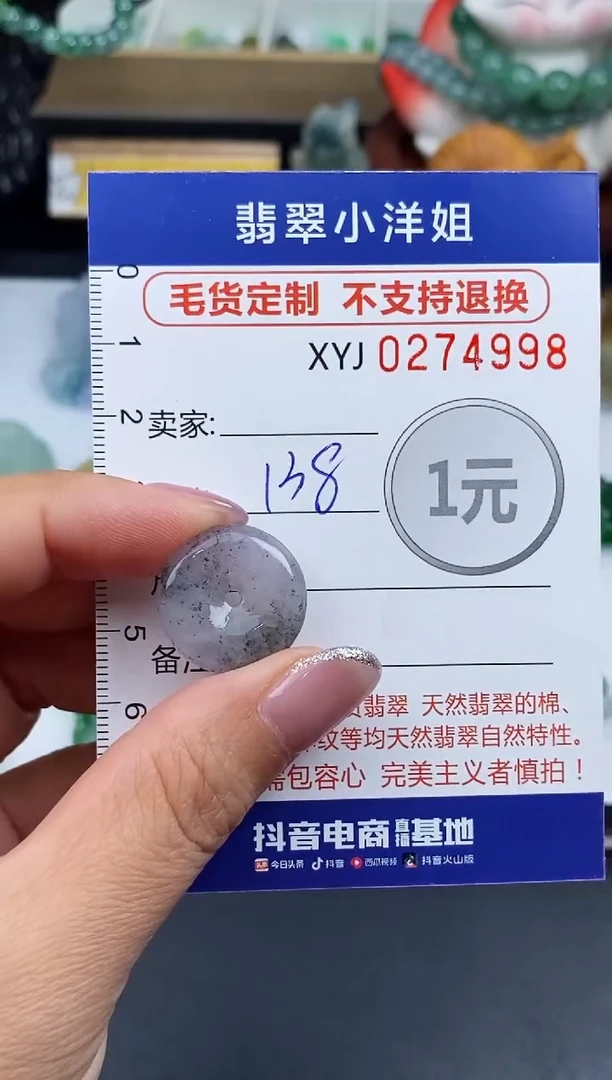 翡翠小洋姐
毛货定制 不支持退换
XYJ 0274998
0
1
2
卖家:
138
1元
5
备注
6
货翡翠 天然翡翠的棉、
纹等均天然翡翠自然特性。
需包容心 完美主义者慎拍！
抖音电商直播基地
头条 今日头条 抖音 西瓜视频 抖音火山版